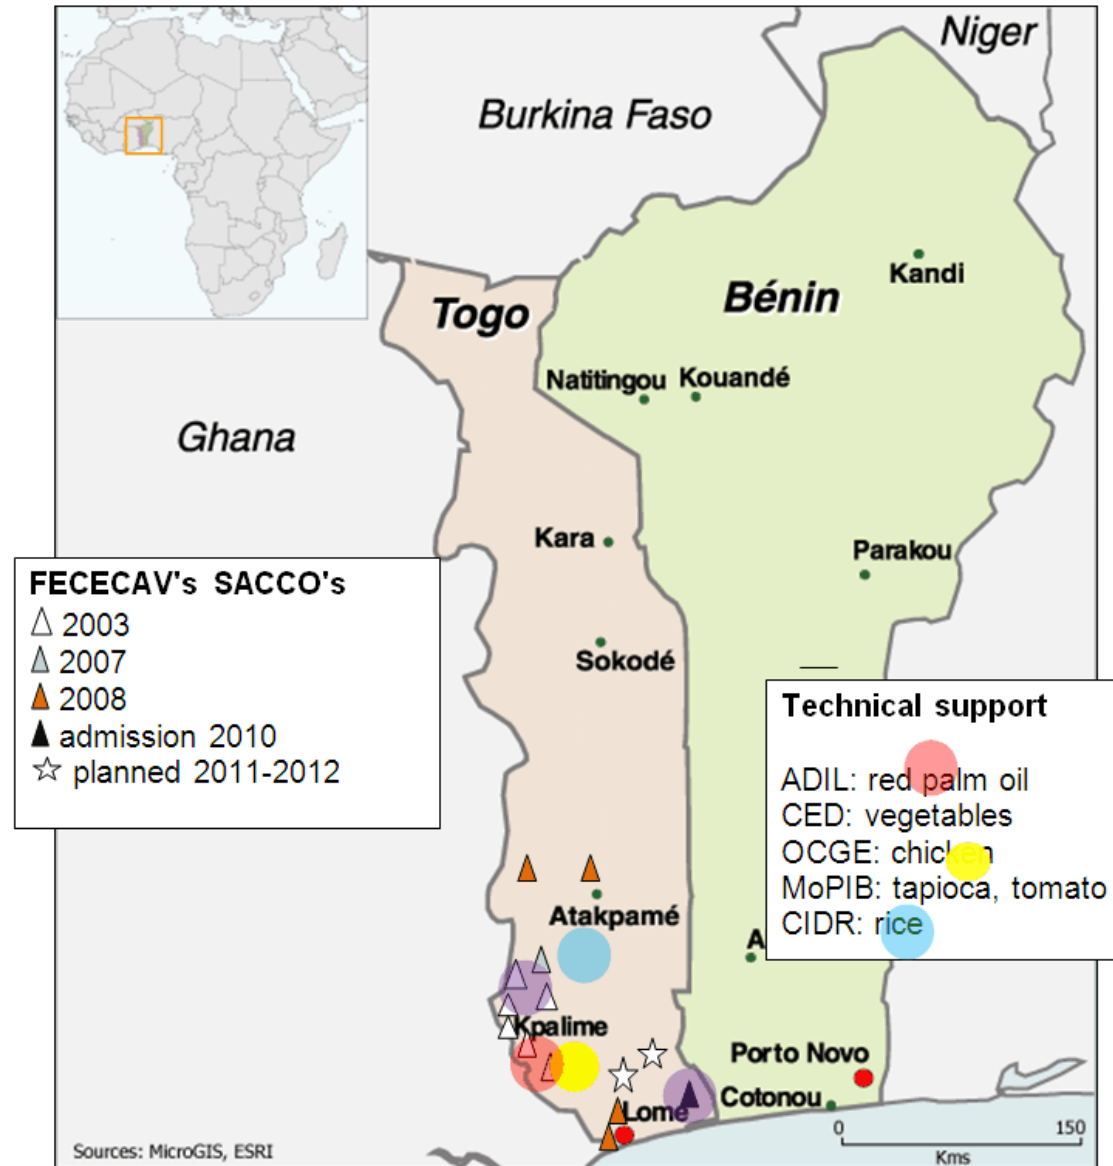 Niger
Burkina Faso
Kandi
Togo
Bénin
Natitingou
Kouandé
Ghana
Kara
Parakou
FECECAV's SACCO's
2003
2007
2008
admission 2010
planned 2011-2012
Sokodé
Technical support
ADIL: red palm oil
CED: vegetables
OCGE: chicken
MoPIB: tapioca, tomato
CIDR: rice
Atakpamé
A
Kpalime
Porto Novo
Cotonou
Lome
0 150
Kms
Sources: MicroGIS, ESRI